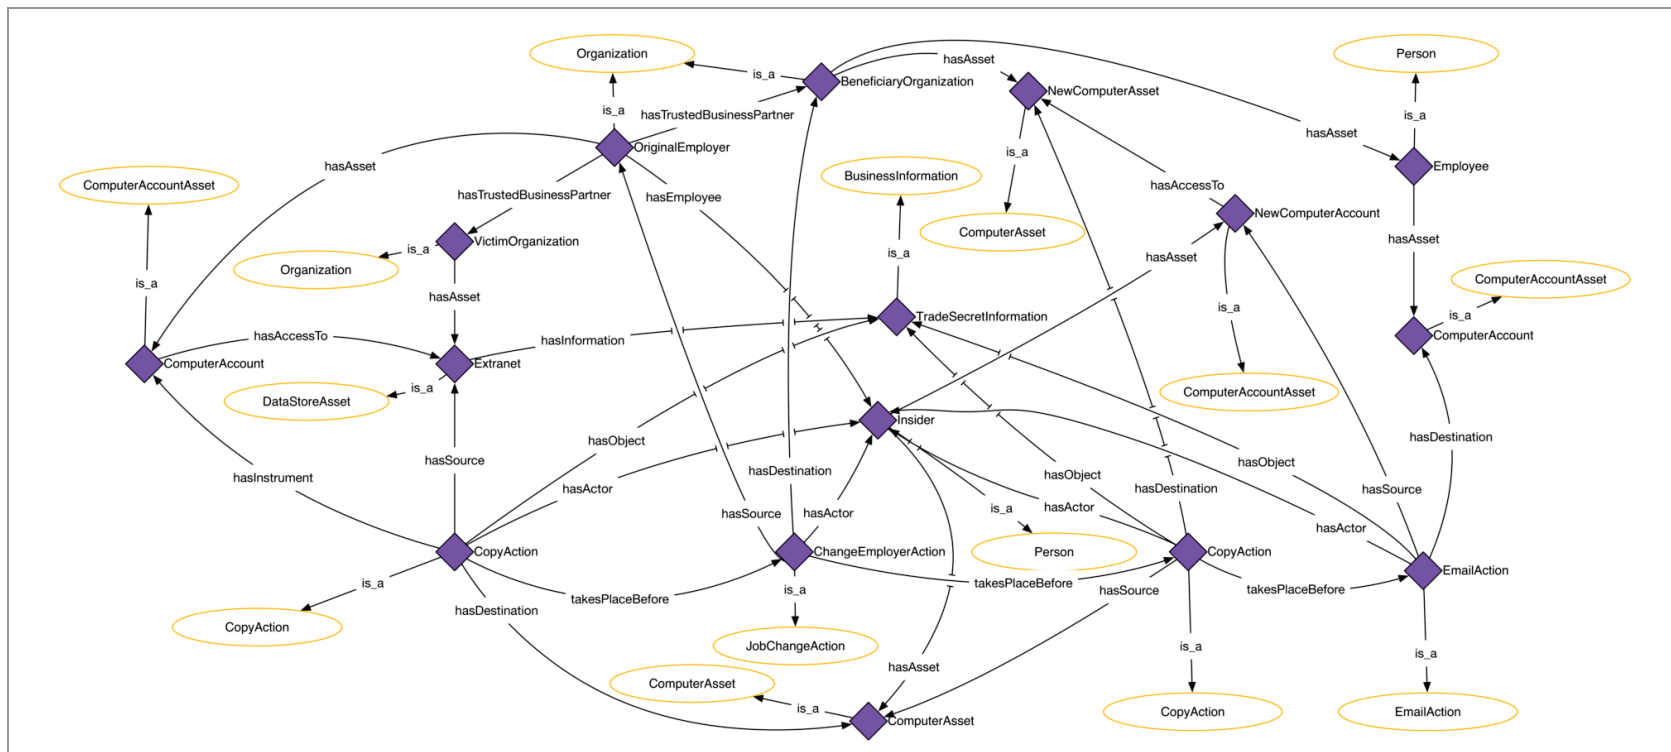 Organization
Person
is_a
hasAsset
BeneficiaryOrganization
NewComputerAsset
is_a
hasTrustedBusinessPartner
is_a
hasAsset
OriginalEmployer
is_a
Employee
hasAsset
ComputerAccountAsset
hasTrustedBusinessPartner
hasEmployee
BusinessInformation
hasAccessTo
NewComputerAccount
ComputerAsset
VictimOrganization
is_a
Organization
is_a
hasAsset
hasAsset
ComputerAccountAsset
is_a
hasAsset
is_a
is_a
TradeSecretInformation
is_a
hasAccessTo
hasInformation
ComputerAccount
ComputerAccount
Extranet
is_a
DataStoreAsset
ComputerAccountAsset
Insider
hasObject
hasDestination
hasSource
hasInstrument
hasActor
hasDestination
hasSource
hasActor
is_a
hasObject
hasActor
hasDestination
hasObject
hasSource
hasActor
CopyAction
ChangeEmployerAction
Person
CopyAction
EmailAction
is_a
hasDestination
takesPlaceBefore
is_a
takesPlaceBefore
hasSource
takesPlaceBefore
CopyAction
JobChangeAction
is_a
is_a
hasAsset
ComputerAsset
is_a
ComputerAsset
CopyAction
EmailAction